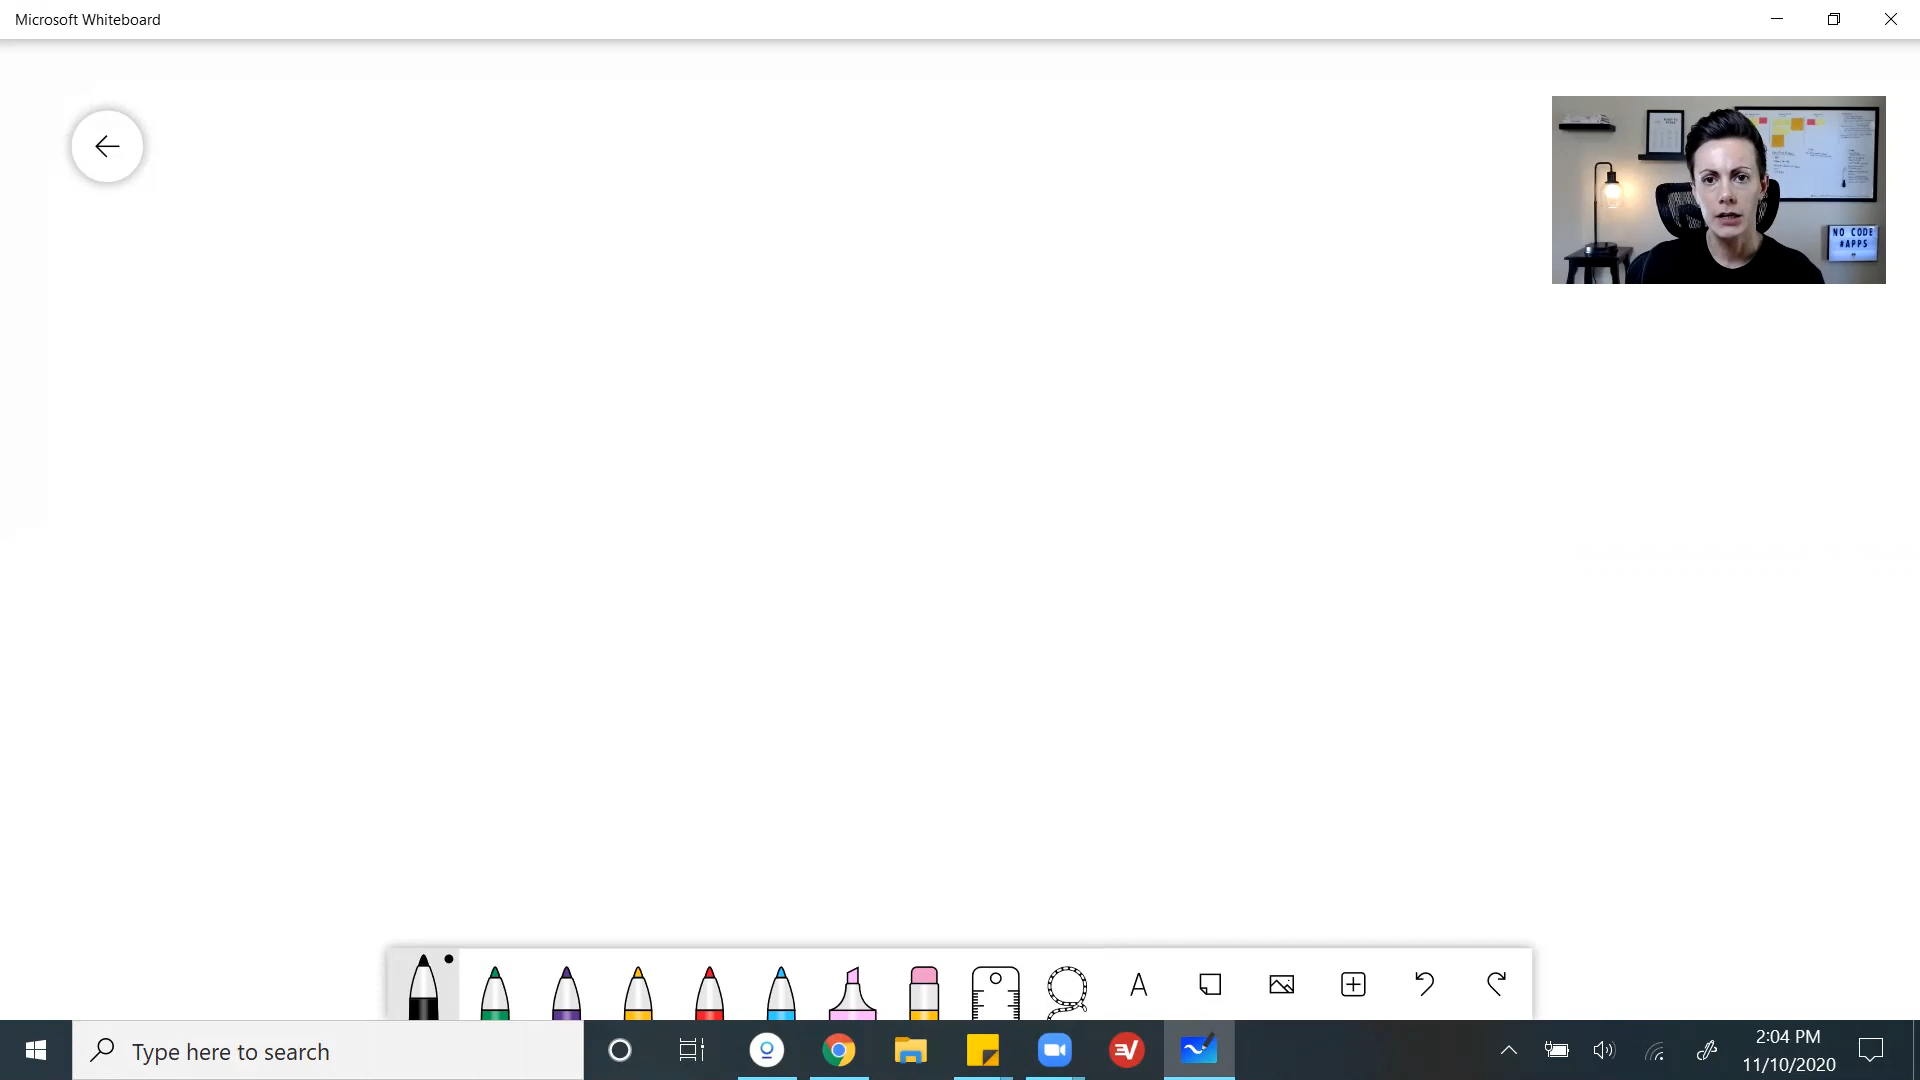 Microsoft Whiteboard
NO CODE
#APPS
A
Type here to search
2:04 PM
11/10/2020